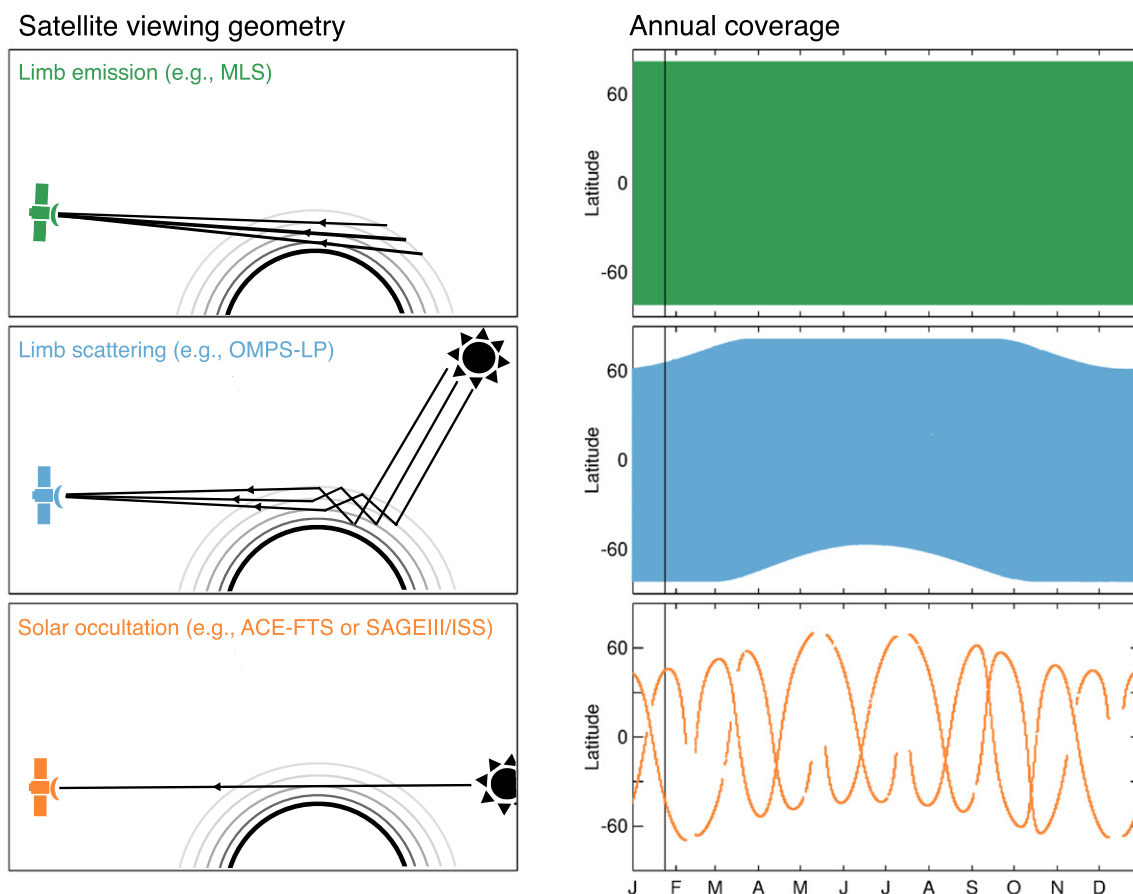 Satellite viewing geometry
Annual coverage
Limb emission (e.g., MLS)
60
0
-60
Latitude
Limb scattering (e.g., OMPS-LP)
60
0
-60
Latitude
Solar occultation (e.g., ACE-FTS or SAGEIII/ISS)
60
0
-60
Latitude
J F M A M J J A S O N D